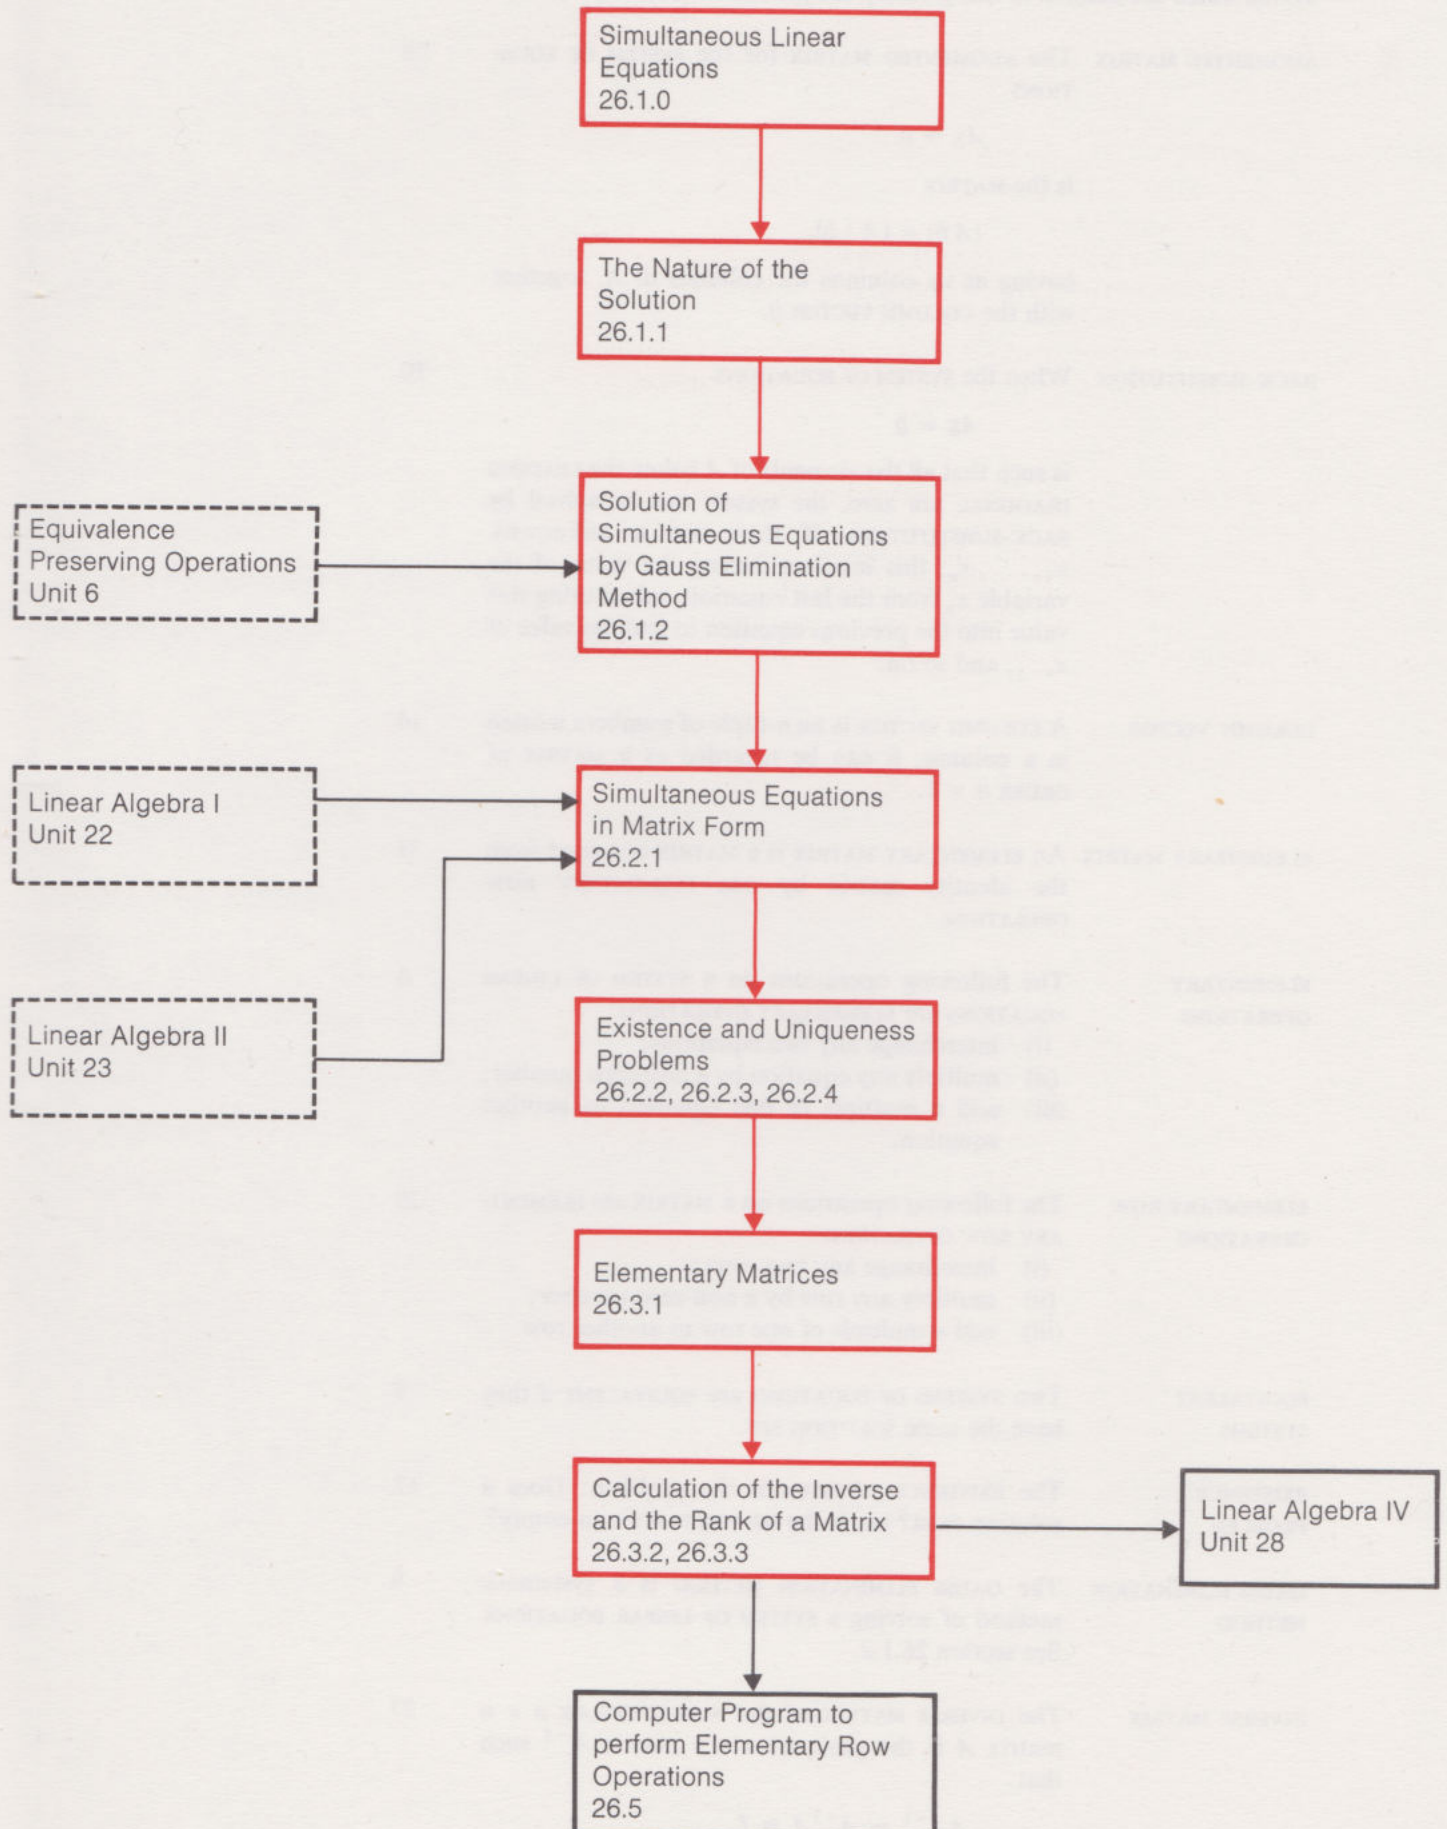 Simultaneous Linear
Equations
26.1.0
The Nature of the
Solution
26.1.1
Solution of
Simultaneous Equations
by Gauss Elimination
Method
26.1.2
Equivalence
Preserving Operations
Unit 6
Linear Algebra I
Unit 22
Simultaneous Equations
in Matrix Form
26.2.1
Linear Algebra II
Unit 23
Existence and Uniqueness
Problems
26.2.2, 26.2.3, 26.2.4
Elementary Matrices
26.3.1
Calculation of the Inverse
and the Rank of a Matrix
26.3.2, 26.3.3
Linear Algebra IV
Unit 28
Computer Program to
perform Elementary Row
Operations
26.5